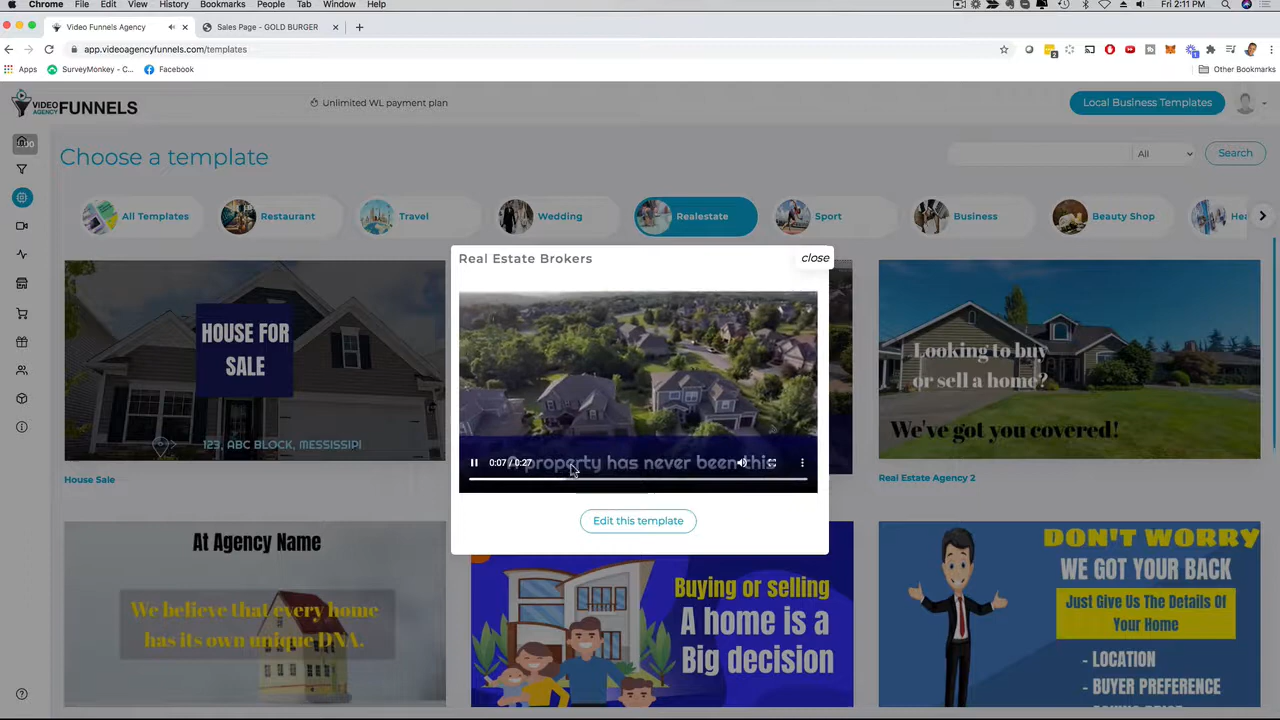 Chrome File Edit View History Bookmarks People Tab Window Help Fri 2:11 PM
Video Funnels Agency Sales Page - GOLD BURGER
app.videoagencyfunnels.com/templates
Apps SurveyMonkey - C... Facebook Other Bookmarks
VIDEO AGENCY FUNNELS Unlimited WL payment plan Local Business Templates
Choose a template All Search
All Templates Restaurant Travel Wedding Realestate Sport Business Beauty Shop
Real Estate Brokers close
HOUSE FOR
SALE
123, ABC BLOCK, MESSISSIPI
House Sale
property has never been this
0:07 / 0:27
Edit this template
Looking to buy
or sell a home?
We've got you covered!
Real Estate Agency 2
At Agency Name
We believe that every home
has its own unique DNA.
Buying or selling
A home is a
Big decision
DON'T WORRY
WE GOT YOUR BACK
Just Give Us The Details Of
Your Home
- LOCATION
- BUYER PREFERENCE